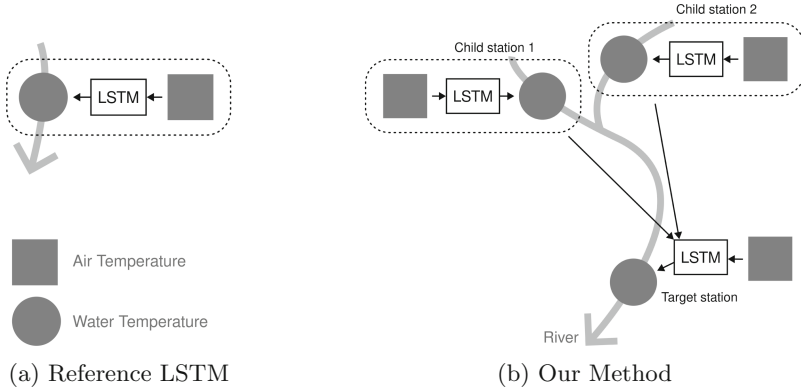 LSTM
Air Temperature
Water Temperature
(a) Reference LSTM
Child station 1
Child station 2
LSTM
LSTM
LSTM
Target station
River
(b) Our Method